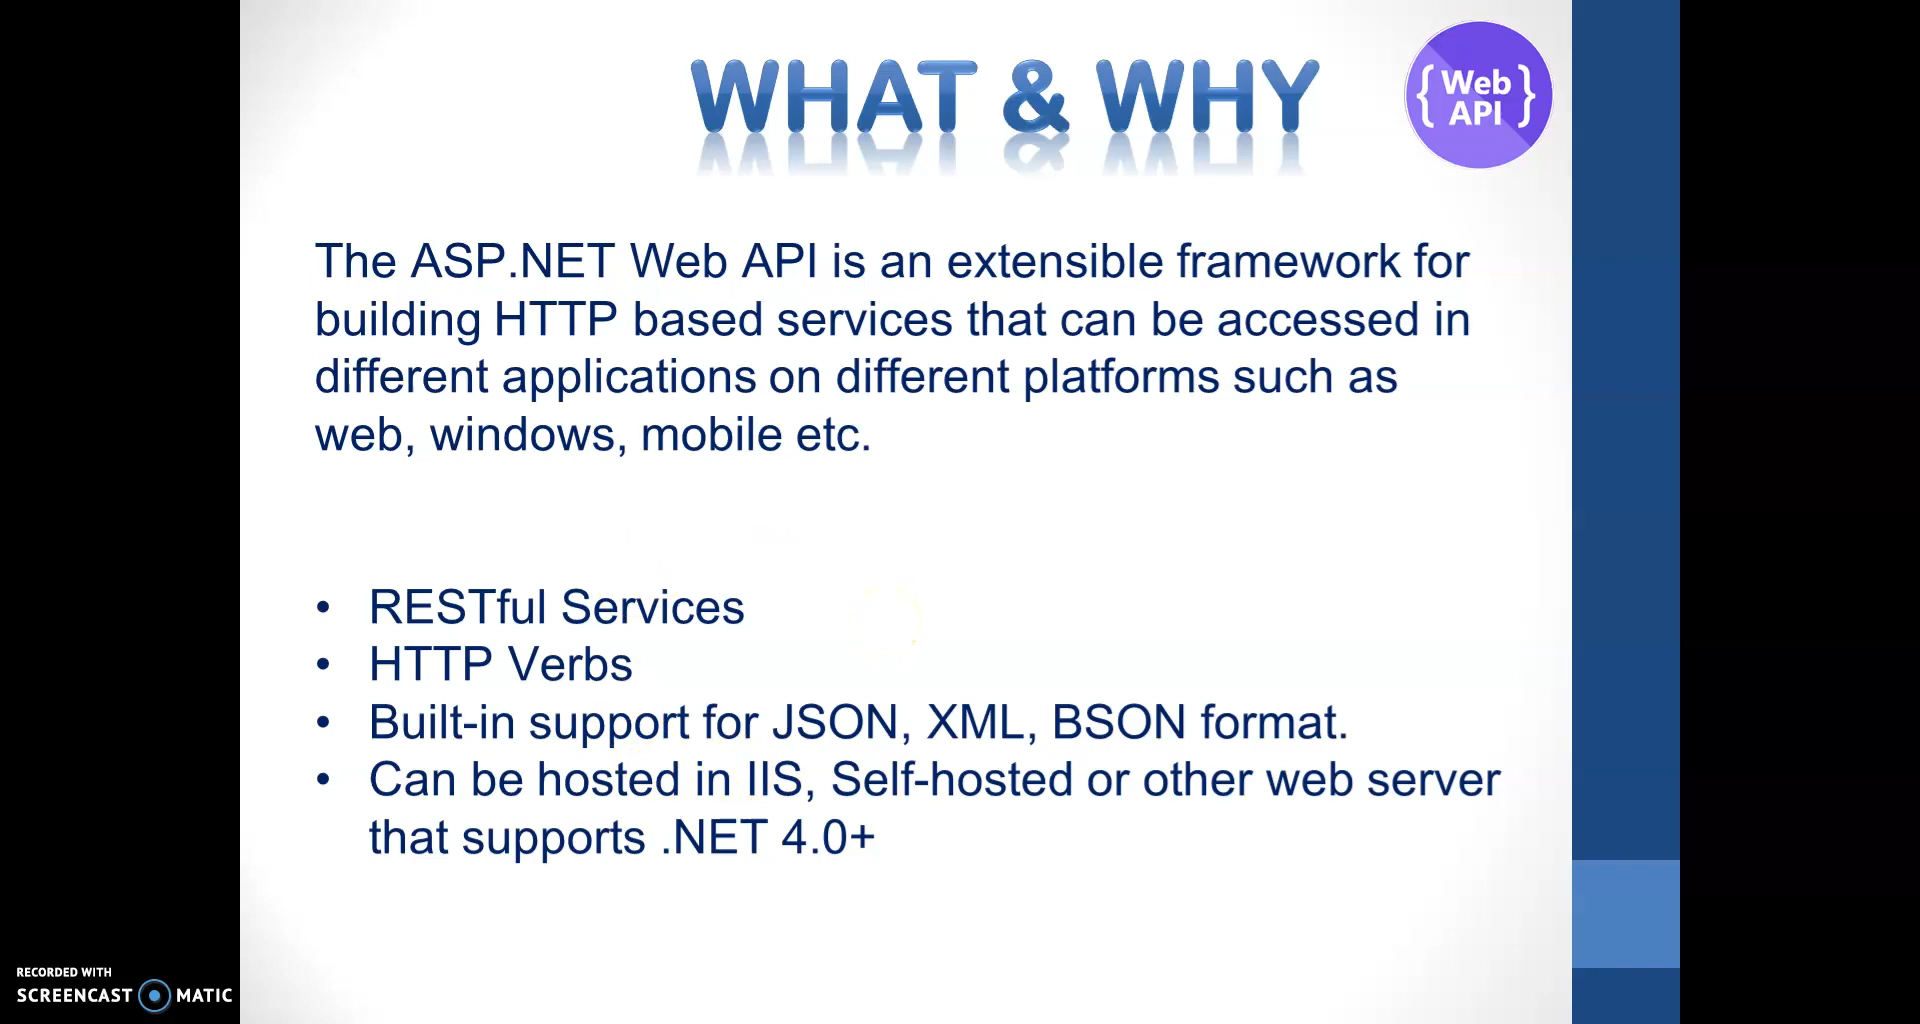 WHAT & WHY
{ Web
API }
The ASP.NET Web API is an extensible framework for
building HTTP based services that can be accessed in
different applications on different platforms such as
web, windows, mobile etc.
• RESTful Services
• HTTP Verbs
• Built-in support for JSON, XML, BSON format.
• Can be hosted in IIS, Self-hosted or other web server
that supports .NET 4.0+
RECORDED WITH
SCREENCAST MATIC